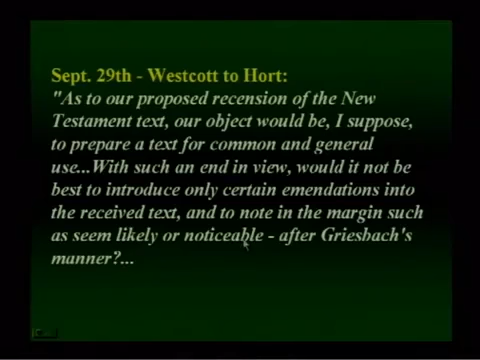 Sept. 29th - Westcott to Hort:
"As to our proposed recension of the New
Testament text, our object would be, I suppose,
to prepare a text for common and general
use...With such an end in view, would it not be
best to introduce only certain emendations into
the received text, and to note in the margin such
as seem likely or noticeable - after Griesbach's
manner?...